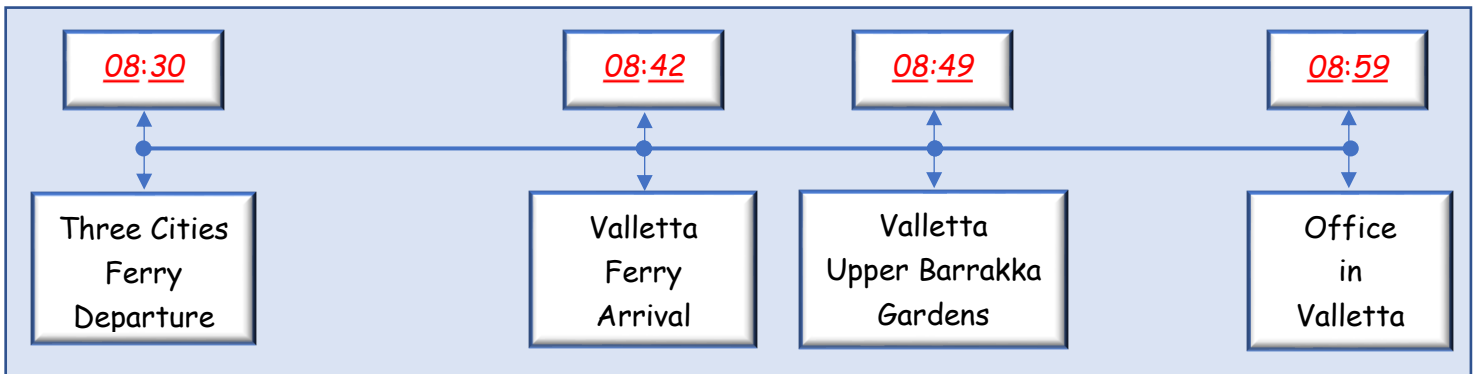 08:30
08:42
08:49
08:59
Three Cities
Ferry
Departure
Valletta
Ferry
Arrival
Valletta
Upper Barrakka
Gardens
Office
in
Valletta